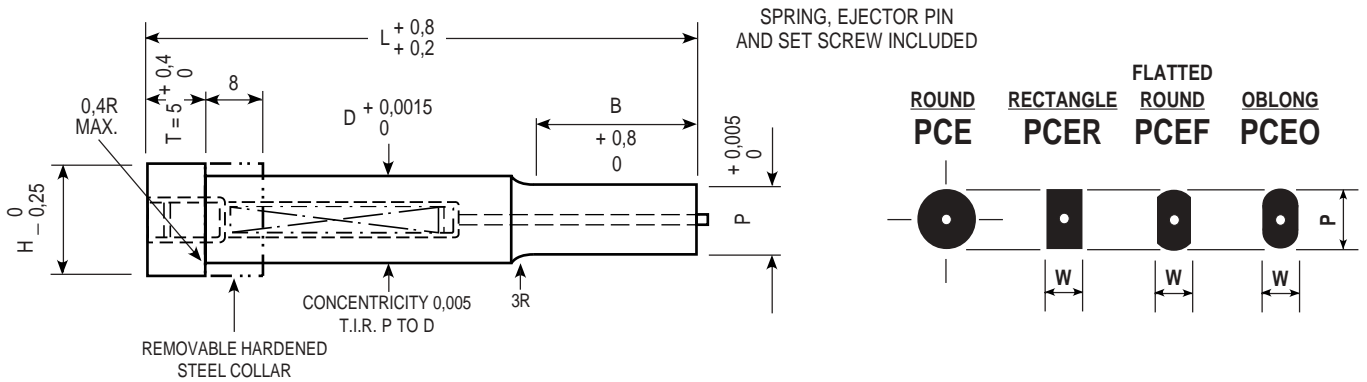 SPRING, EJECTOR PIN
AND SET SCREW INCLUDED
L + 0,8
+ 0,2
T = 5 + 0,4
0
8
0,4R
MAX.
D + 0,0015
0
B
+ 0,8
0
+ 0,005
0
H 0
– 0,25
P
CONCENTRICITY 0,005
T.I.R. P TO D
3R
REMOVABLE HARDENED
STEEL COLLAR
ROUND
PCE
RECTANGLE
PCER
FLATTED
ROUND
PCEF
OBLONG
PCEO
P
W
W
W